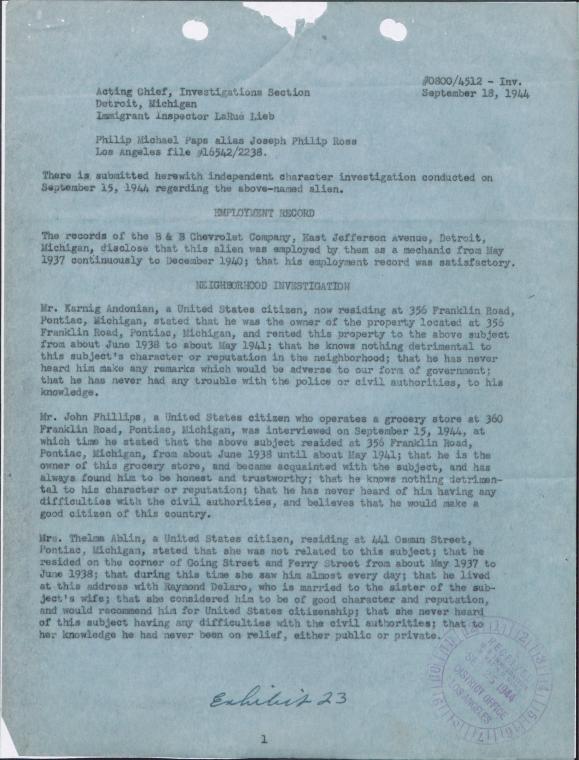 #0800/4512 - Inv.
September 18, 1944
Acting Chief, Investigations Section
Detroit, Michigan
Immigrant Inspector LaRue Lieb
Philip Michael Paps alias Joseph Philip Ross
Los Angeles file #16542/2238.
There is submitted herewith independent character investigation conducted on
September 15, 1944 regarding the above-named alien.
EMPLOYMENT RECORD
The records of the B & B Chevrolet Company, East Jefferson Avenue, Detroit,
Michigan, disclose that this alien was employed by them as a mechanic from May
1937 continuously to December 1940; that his employment record was satisfactory.
NEIGHBORHOOD INVESTIGATION
Mr. Karnig Andonian, a United States citizen, now residing at 356 Franklin Road,
Pontiac, Michigan, stated that he was the owner of the property located at 356
Franklin Road, Pontiac, Michigan, and rented this property to the above subject
from about June 1938 to about May 1941; that he knows nothing detrimental to
this subject's character or reputation in the neighborhood; that he has never
heard him make any remarks which would be adverse to our form of government;
that he has never had any trouble with the police or civil authorities, to his
knowledge.
Mr. John Phillips, a United States citizen who operates a grocery store at 360
Franklin Road, Pontiac, Michigan, was interviewed on September 15, 1944, at
which time he stated that the above subject resided at 356 Franklin Road,
Pontiac, Michigan, from about June 1938 until about May 1941; that he is the
owner of this grocery store, and became acquainted with the subject, and has
always found him to be honest and trustworthy; that he knows nothing detrimen-
tal to his character or reputation; that he has never heard of him having any
difficulties with the civil authorities, and believes that he would make a
good citizen of this country.
Mrs. Thelma Ablin, a United States citizen, residing at 441 Osmun Street,
Pontiac, Michigan, stated that she was not related to this subject; that he
resided on the corner of Going Street and Ferry Street from about May 1937 to
June 1938; that during this time she saw him almost every day; that he lived
at this address with Raymond Delaro, who is married to the sister of the sub-
ject's wife; that she considered him to be of good character and reputation,
and would recommend him for United States citizenship; that she never heard
of this subject having any difficulties with the civil authorities; that to
her knowledge he had never been on relief, either public or private.
RECEIVED
1944
DISTRICT OFFICE
LOS ANGELES
Exhibit 23
1